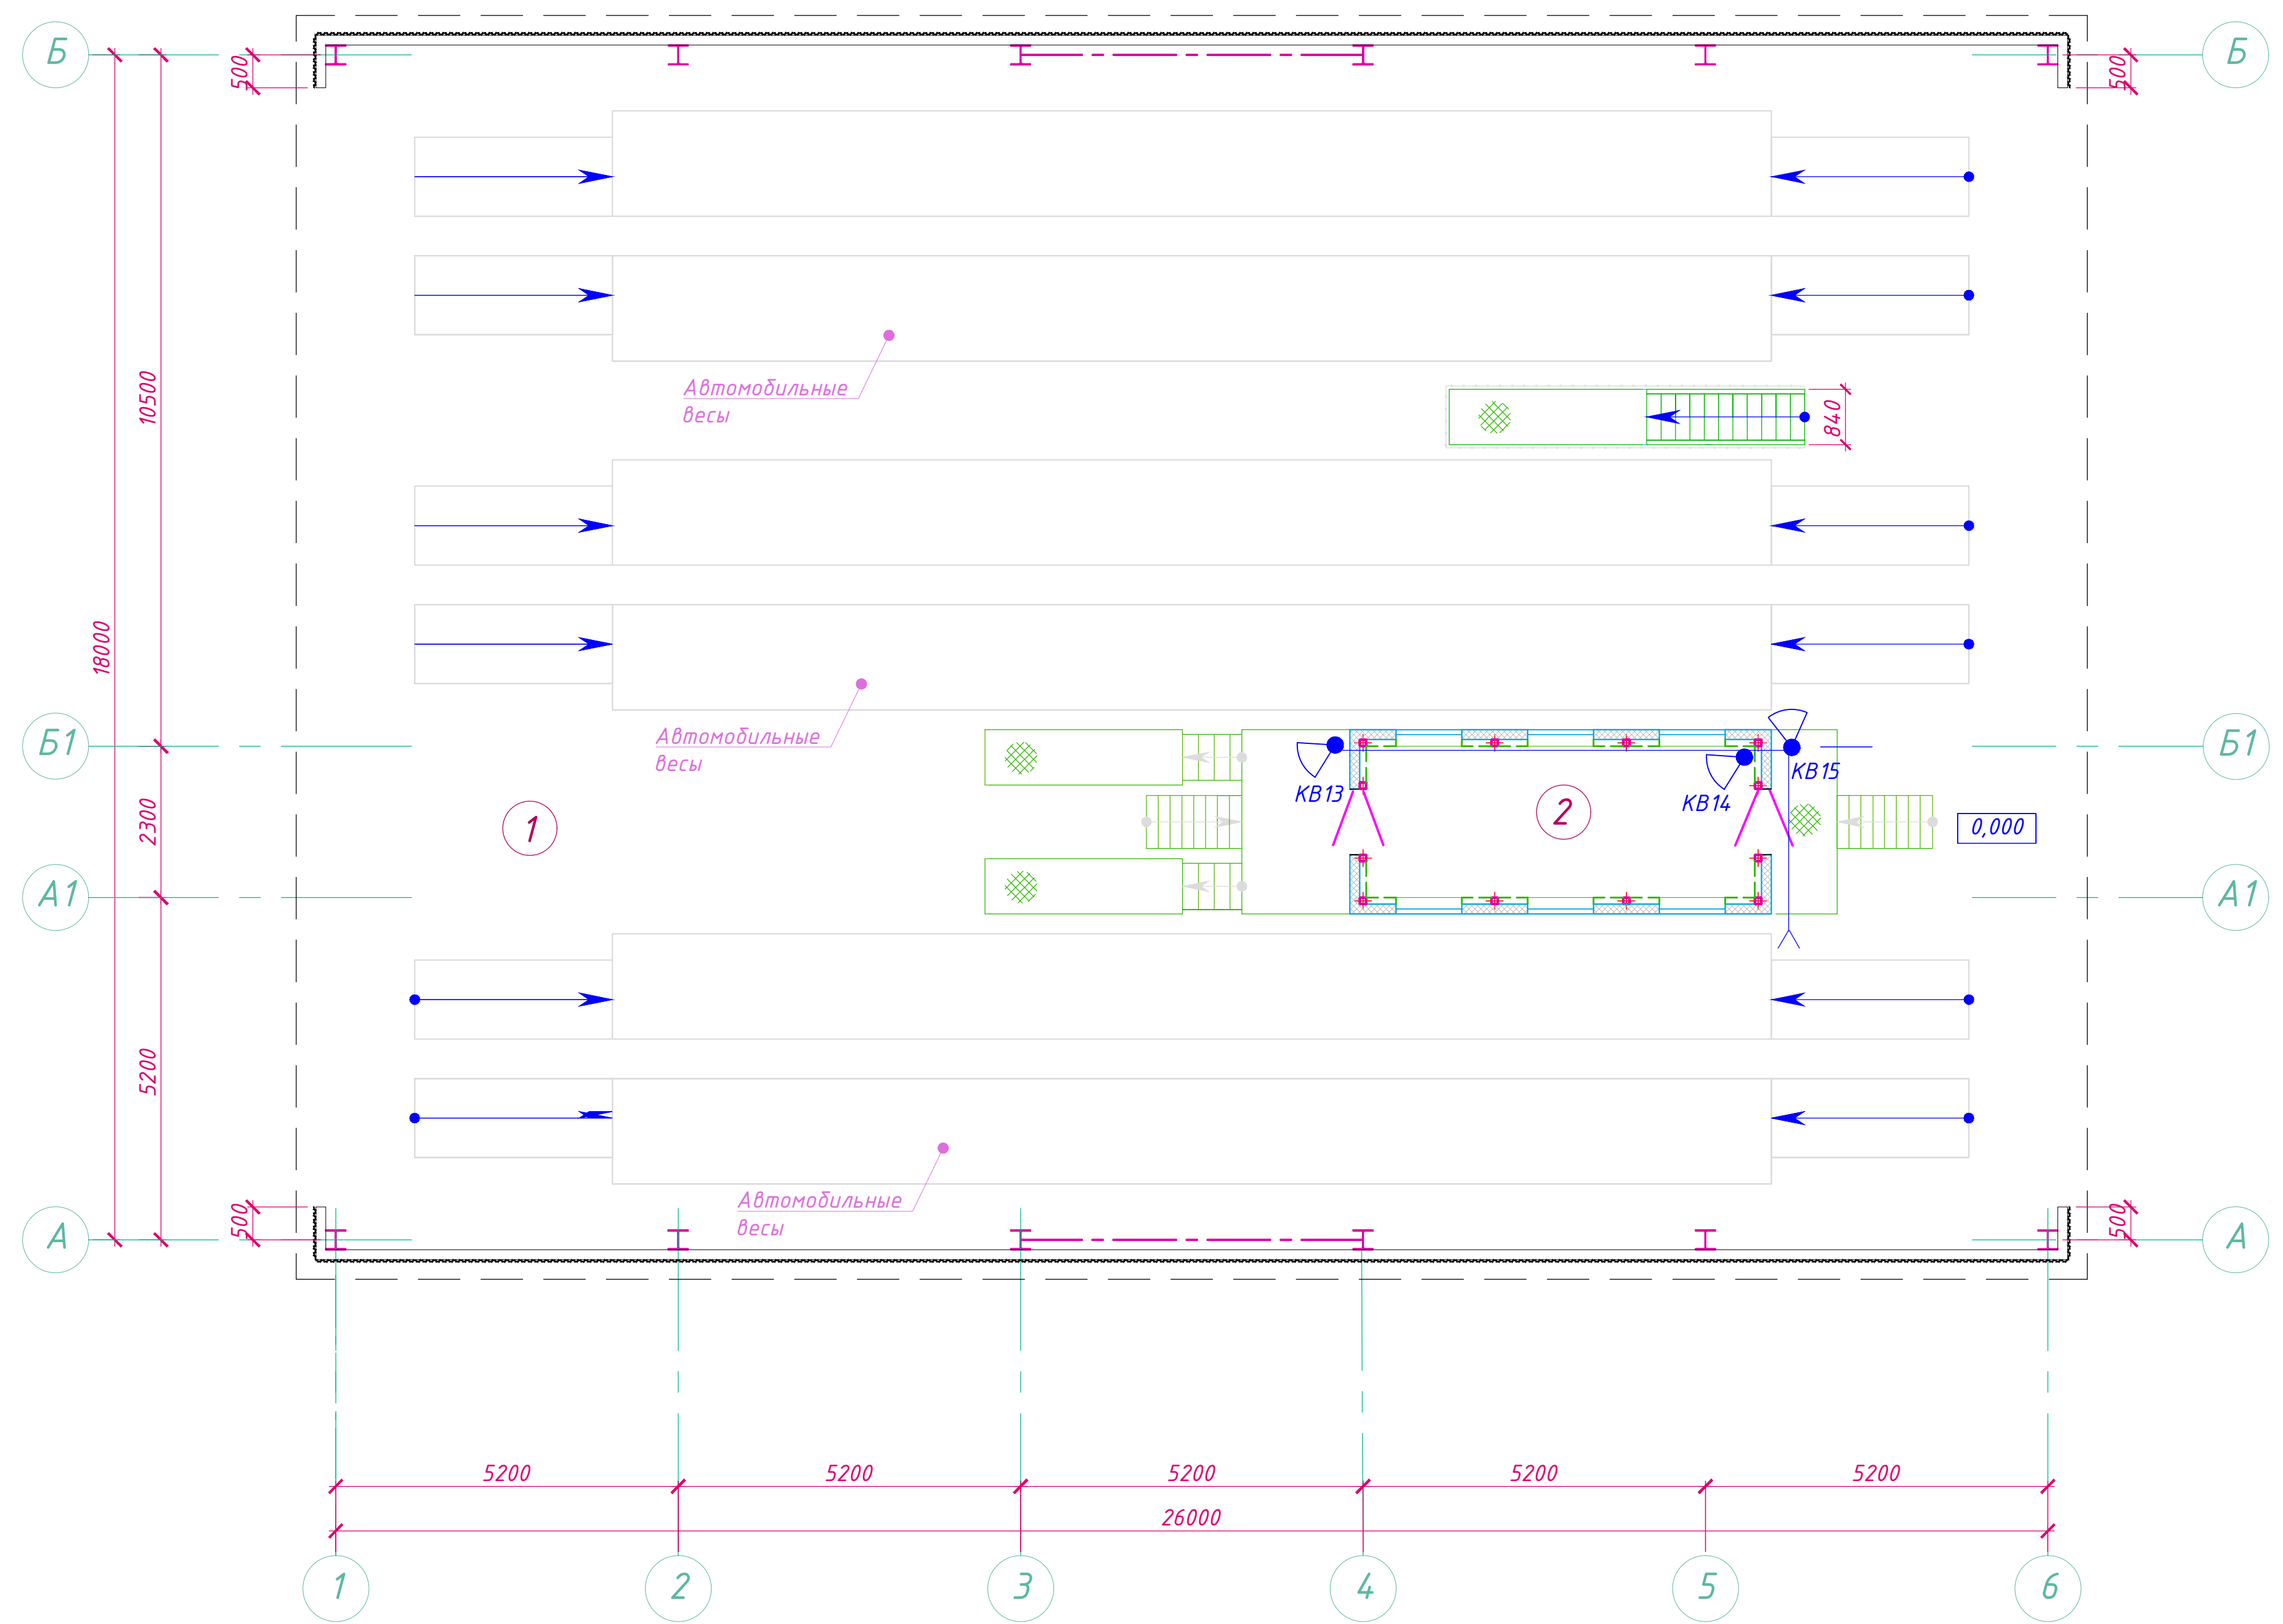 Б
Б
500
500
10500
Автомобильные
весы
840
18000
Автомобильные
весы
Б1
Б1
КВ13
КВ14
КВ15
2300
1
2
0,000
А1
А1
5200
Автомобильные
весы
500
500
А
А
5200
5200
5200
5200
5200
26000
1
2
3
4
5
6